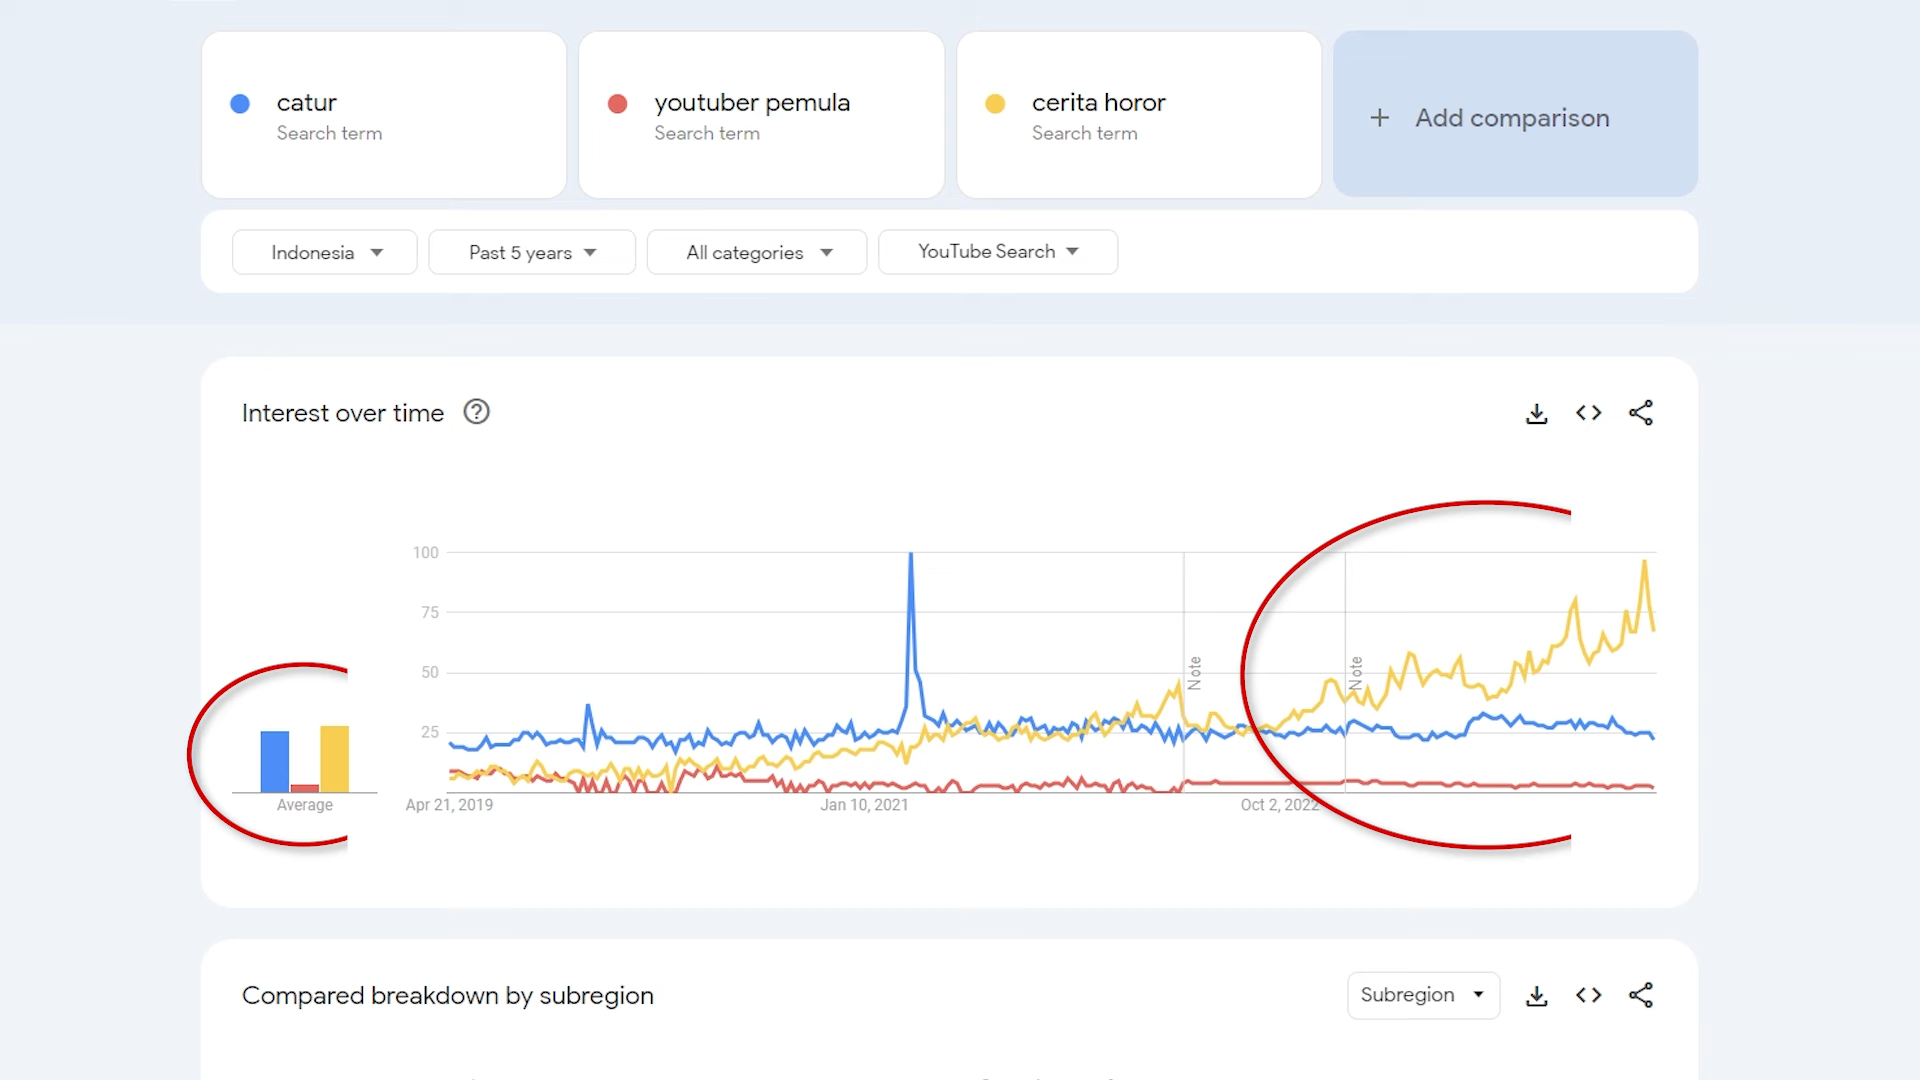 catur
Search term
youtuber pemula
Search term
cerita horor
Search term
+ Add comparison
Indonesia
Past 5 years
All categories
YouTube Search
Interest over time
100
75
50
25
Note
Note
Average
Apr 21, 2019
Jan 10, 2021
Oct 2, 2022
Compared breakdown by subregion
Subregion